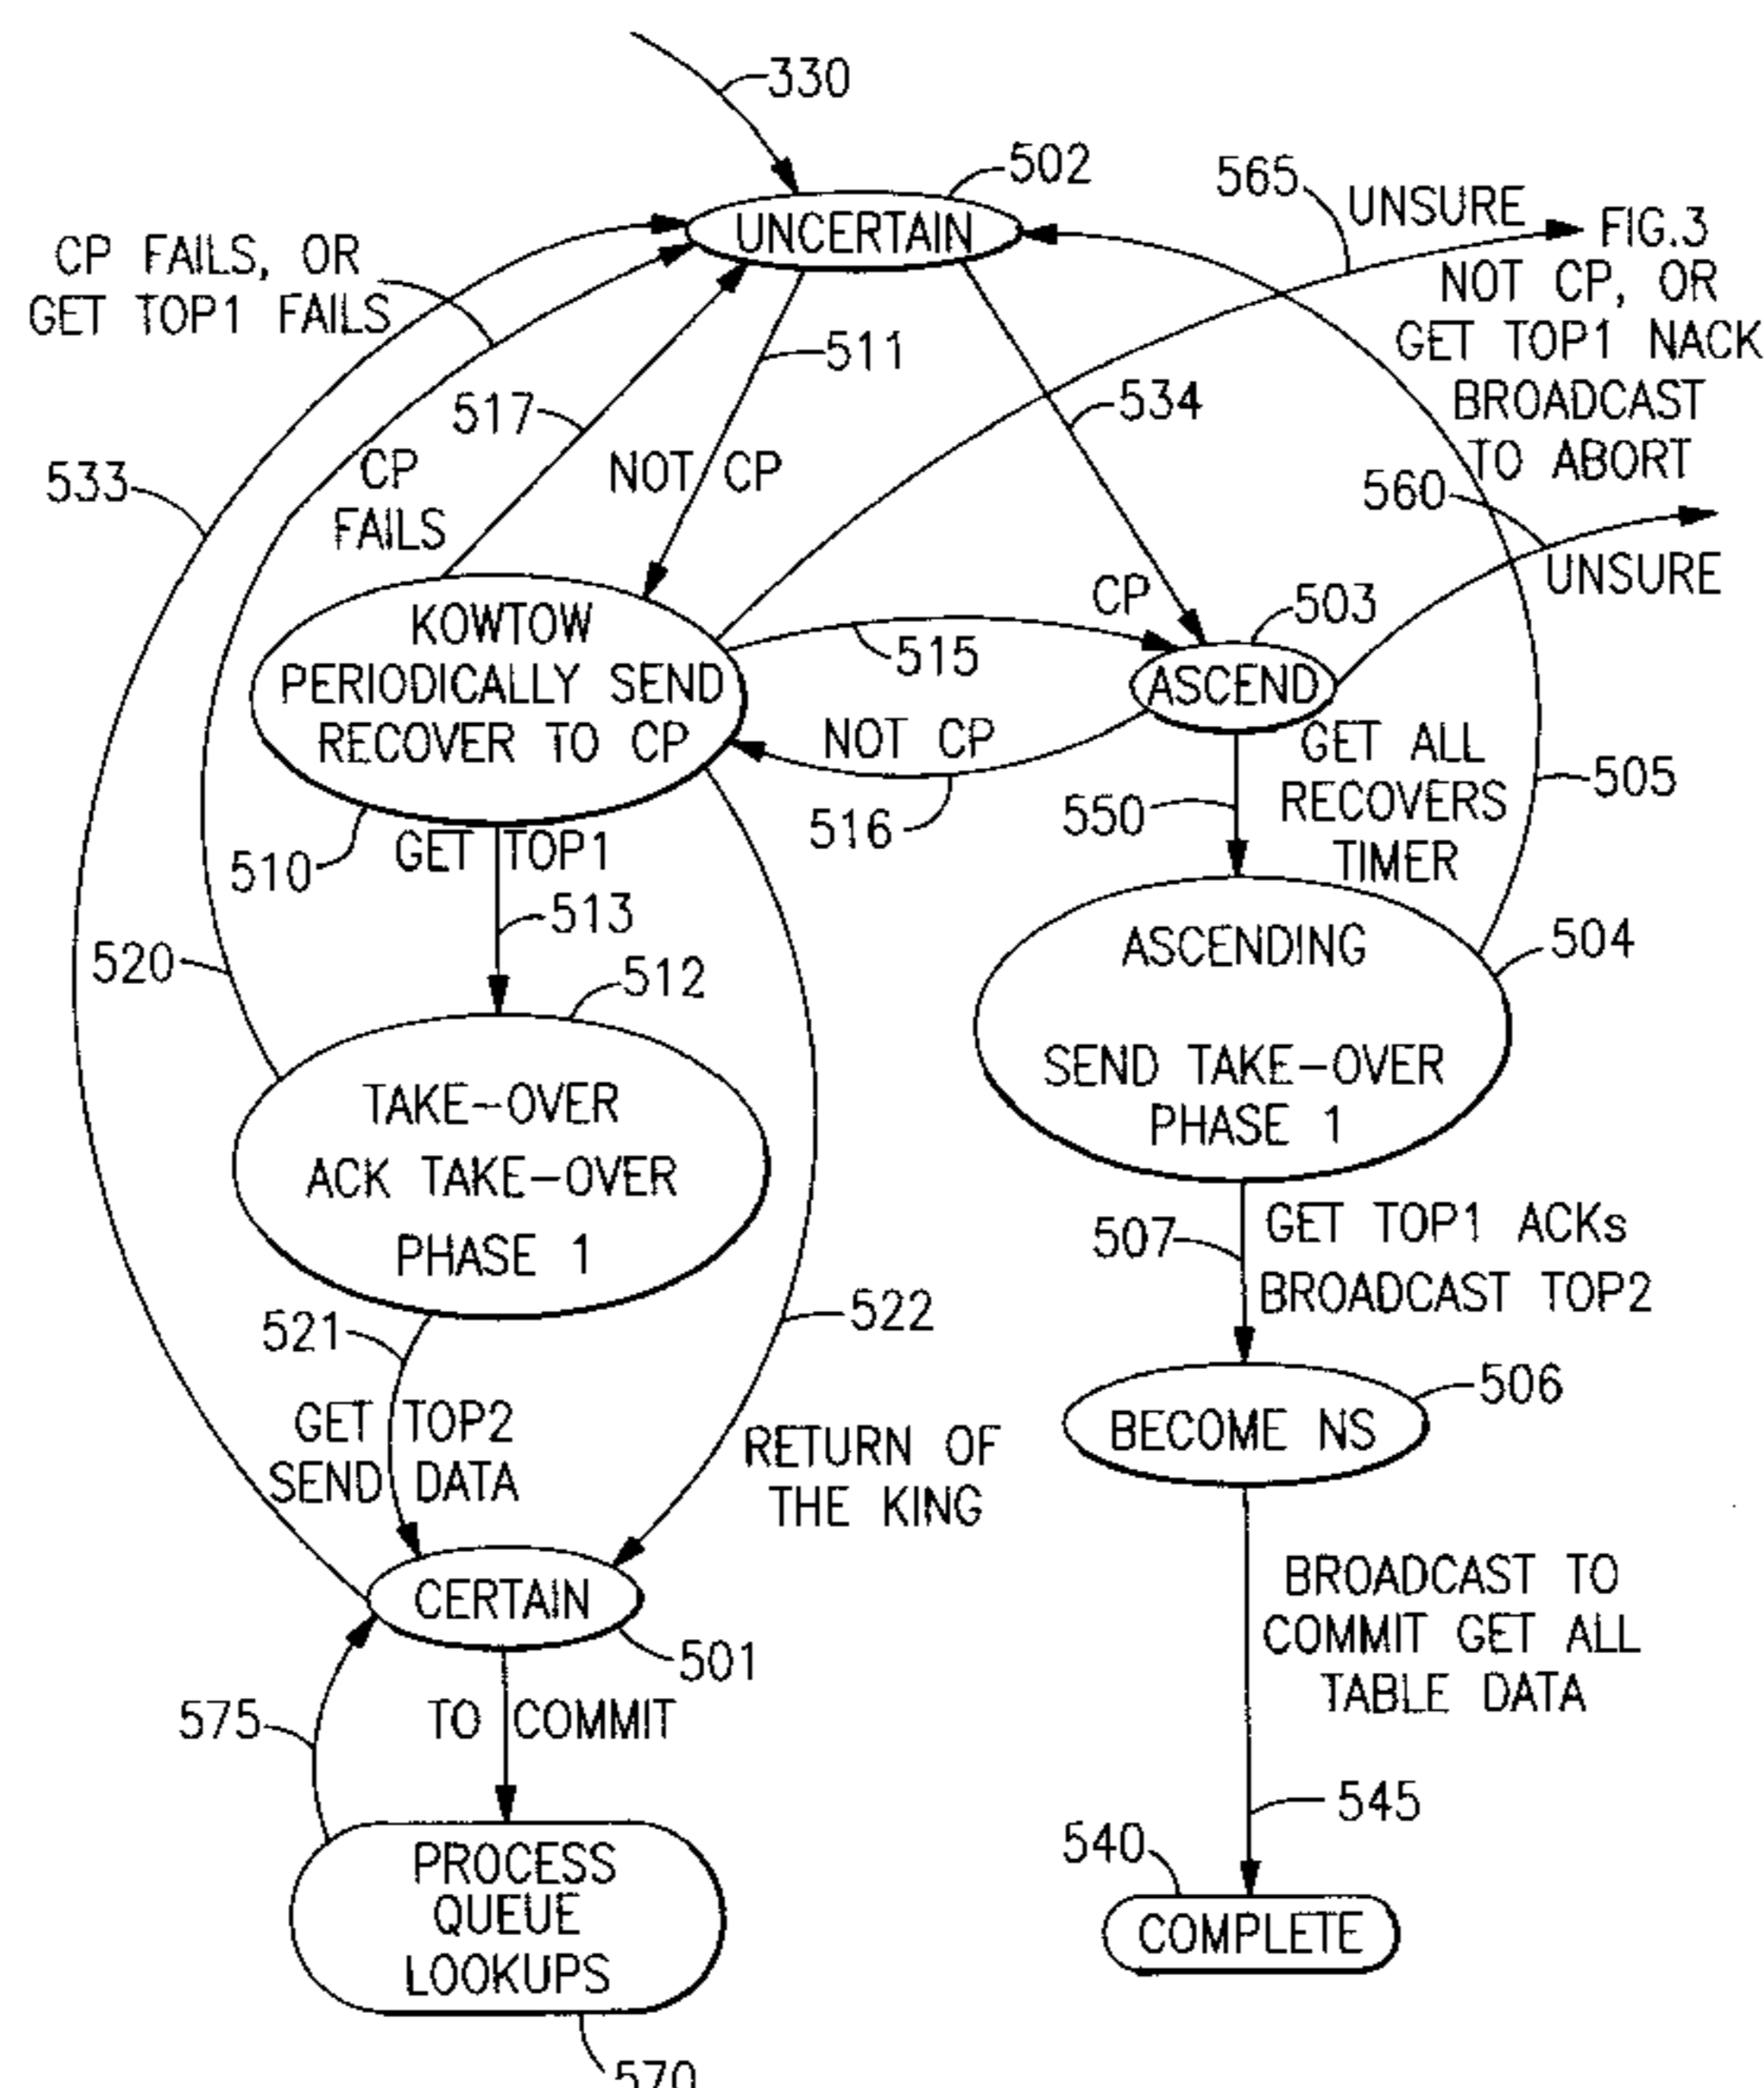 330
502
UNCERTAIN
565
UNSURE
FIG.3
NOT CP, OR
GET TOP1 NACK
BROADCAST
TO ABORT
CP FAILS, OR
GET TOP1 FAILS
511
517
534
NOT CP
CP
FAILS
533
560
UNSURE
KOWTOW
PERIODICALLY SEND
RECOVER TO CP
CP
503
515
ASCEND
NOT CP
516
510
GET TOP1
550
GET ALL
RECOVERS
TIMER
505
513
520
512
ASCENDING
504
SEND TAKE-OVER
PHASE 1
TAKE-OVER
ACK TAKE-OVER
PHASE 1
507
GET TOP1 ACKs
BROADCAST TOP2
521
522
GET TOP2
SEND DATA
RETURN OF
THE KING
506
BECOME NS
CERTAIN
501
BROADCAST TO
COMMIT GET ALL
TABLE DATA
575
TO COMMIT
545
540
PROCESS
QUEUE
LOOKUPS
COMPLETE
570